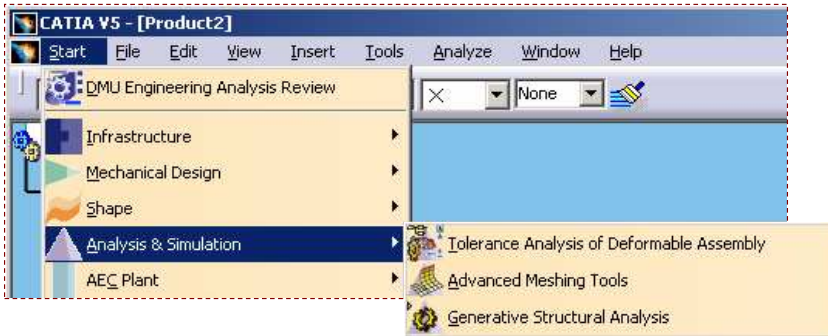 CATIA V5 - [Product2]
Start File Edit View Insert Tools Analyze Window Help
DMU Engineering Analysis Review
None
Infrastructure
Mechanical Design
Shape
Analysis & Simulation
Tolerance Analysis of Deformable Assembly
AEC Plant
Advanced Meshing Tools
Generative Structural Analysis